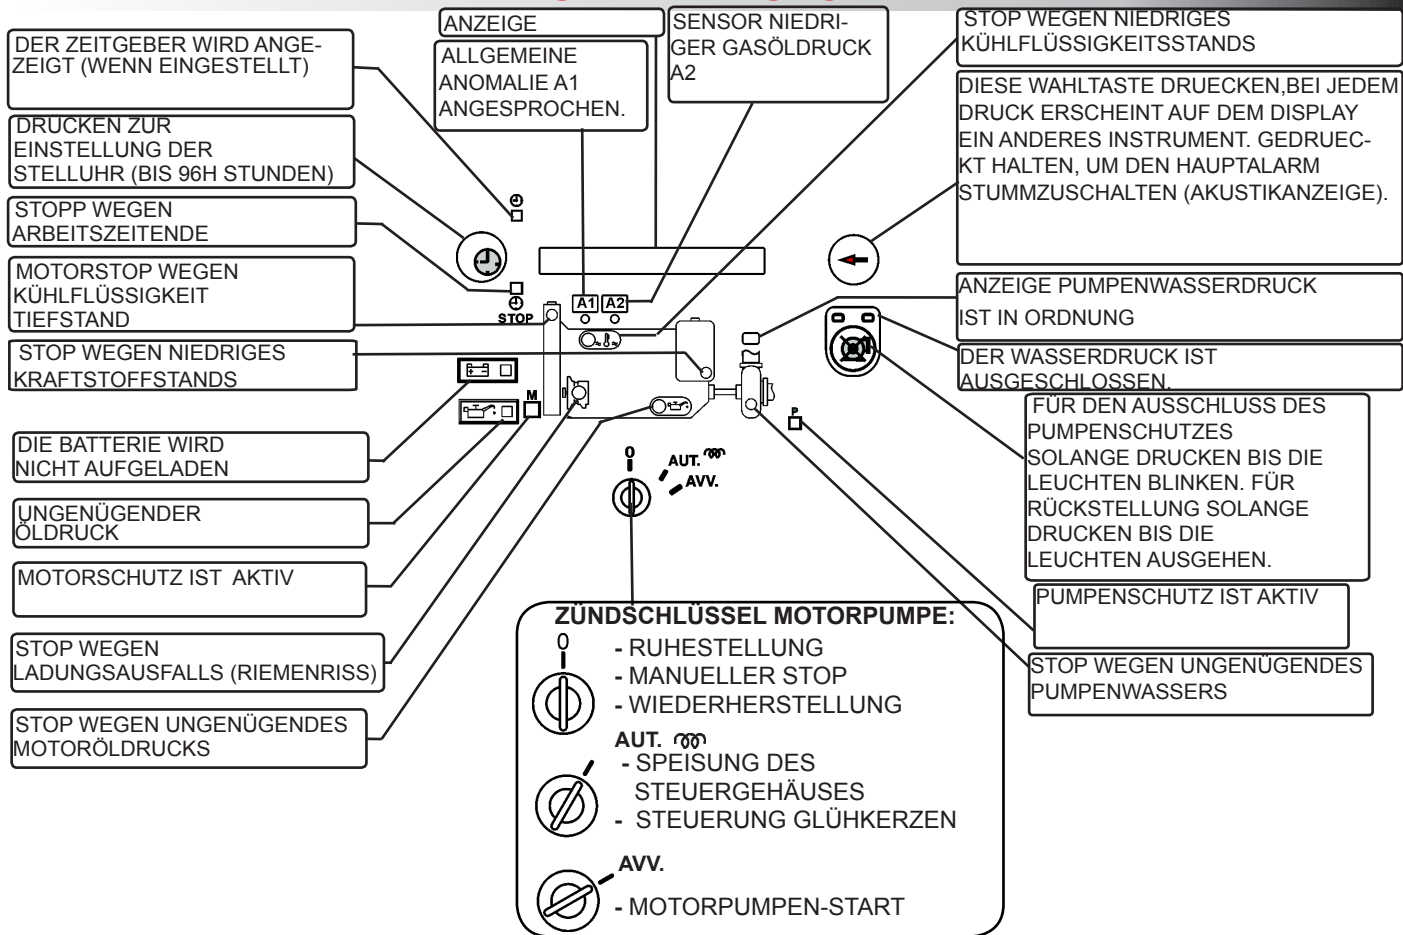 DER ZEITGEBER WIRD ANGE-
ZEIGT (WENN EINGESTELLT)
DRUCKEN ZUR
EINSTELLUNG DER
STELLUHR (BIS 96H STUNDEN)
STOPP WEGEN
ARBEITSZEITENDE
MOTORSTOP WEGEN
KÜHLFLÜSSIGKEIT
TIEFSTAND
STOP WEGEN NIEDRIGES
KRAFTSTOFFSTANDS
DIE BATTERIE WIRD
NICHT AUFGELADEN
UNGENÜGENDER
ÖLDRUCK
MOTORSCHUTZ IST AKTIV
STOP WEGEN
LADUNGSAUSFALLS (RIEMENRISS)
STOP WEGEN UNGENÜGENDES
MOTORÖLDRUCKS
ANZEIGE
ALLGEMEINE
ANOMALIE A1
ANGESPROCHEN.
SENSOR NIEDRI-
GER GASÖLDRUCK
A2
STOP
A1 A2
M
P
0
AUT.
AVV.
STOP WEGEN NIEDRIGES
KÜHLFLÜSSIGKEITSSTANDS
DIESE WAHLTASTE DRUECKEN,BEI JEDEM
DRUCK ERSCHEINT AUF DEM DISPLAY
EIN ANDERES INSTRUMENT. GEDRUEC-
KT HALTEN, UM DEN HAUPTALARM
STUMMZUSCHALTEN (AKUSTIKANZEIGE).
ANZEIGE PUMPENWASSERDRUCK
IST IN ORDNUNG
DER WASSERDRUCK IST
AUSGESCHLOSSEN.
FÜR DEN AUSSCHLUSS DES
PUMPENSCHUTZES
SOLANGE DRUCKEN BIS DIE
LEUCHTEN BLINKEN. FÜR
RÜCKSTELLUNG SOLANGE
DRUCKEN BIS DIE
LEUCHTEN AUSGEHEN.
PUMPENSCHUTZ IST AKTIV
STOP WEGEN UNGENÜGENDES
PUMPENWASSERS
ZÜNDSCHLÜSSEL MOTORPUMPE:
0
- RUHESTELLUNG
- MANUELLER STOP
- WIEDERHERSTELLUNG
AUT.
- SPEISUNG DES
STEUERGEHÄUSES
- STEUERUNG GLÜHKERZEN
AVV.
- MOTORPUMPEN-START